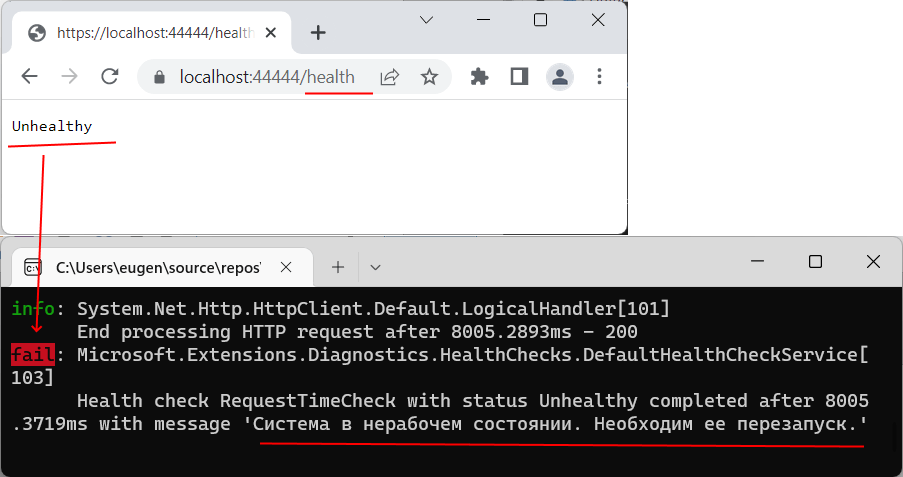 https://localhost:44444/health
localhost:44444/health
Unhealthy
C:\Users\eugen\source\repos\
info: System.Net.Http.HttpClient.Default.LogicalHandler[101]
End processing HTTP request after 8005.2893ms - 200
fail: Microsoft.Extensions.Diagnostics.HealthChecks.DefaultHealthCheckService[
103]
Health check RequestTimeCheck with status Unhealthy completed after 8005
.3719ms with message 'Система в нерабочем состоянии. Необходим ее перезапуск.'